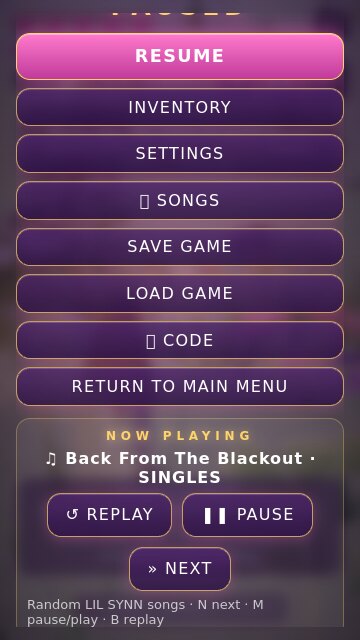 RESUME
INVENTORY
SETTINGS
SONGS
SAVE GAME
LOAD GAME
CODE
RETURN TO MAIN MENU
NOW PLAYING
♫ Back From The Blackout ·
SINGLES
↺ REPLAY
❚❚ PAUSE
» NEXT
Random LIL SYNN songs · N next · M
pause/play · B replay